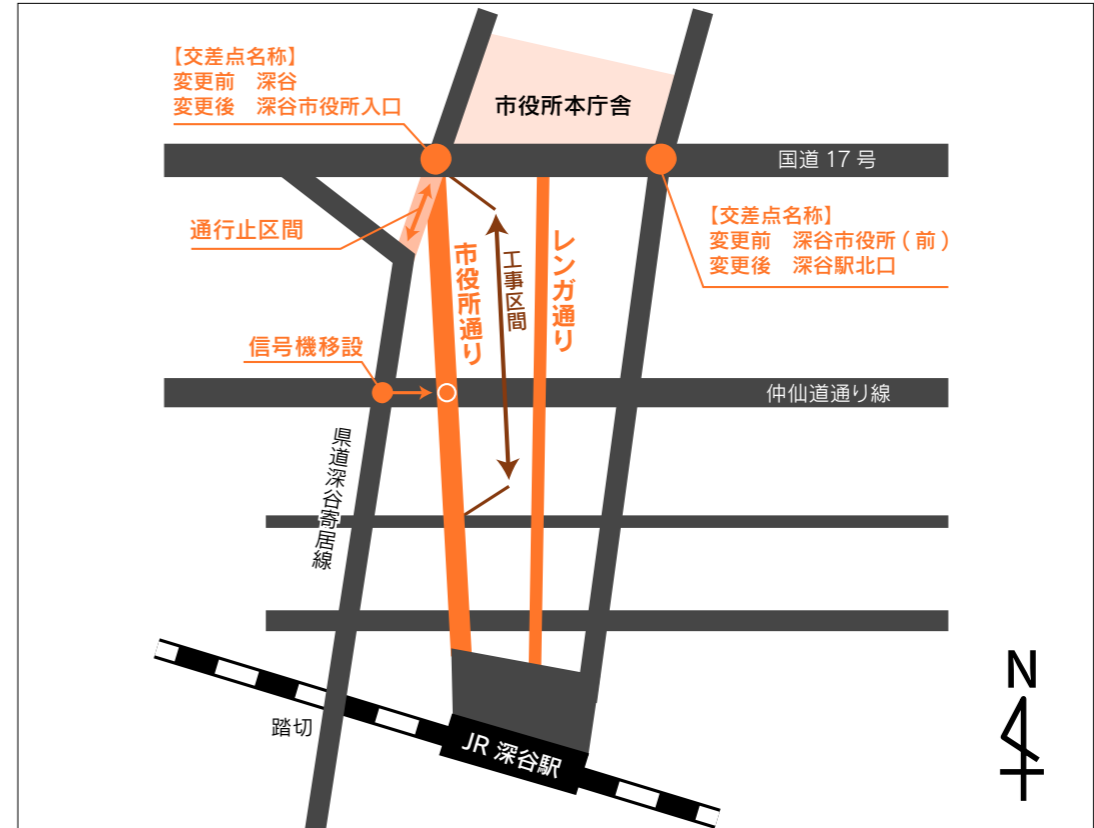 【交差点名称】
変更前　深谷
変更後　深谷市役所入口
市役所本庁舎
国道 17 号
通行止区間
【交差点名称】
変更前　深谷市役所 ( 前 )
変更後　深谷駅北口
市役所通り
工事区間
レンガ通り
信号機移設
仲仙道通り線
県道深谷寄居線
踏切
JR 深谷駅
N